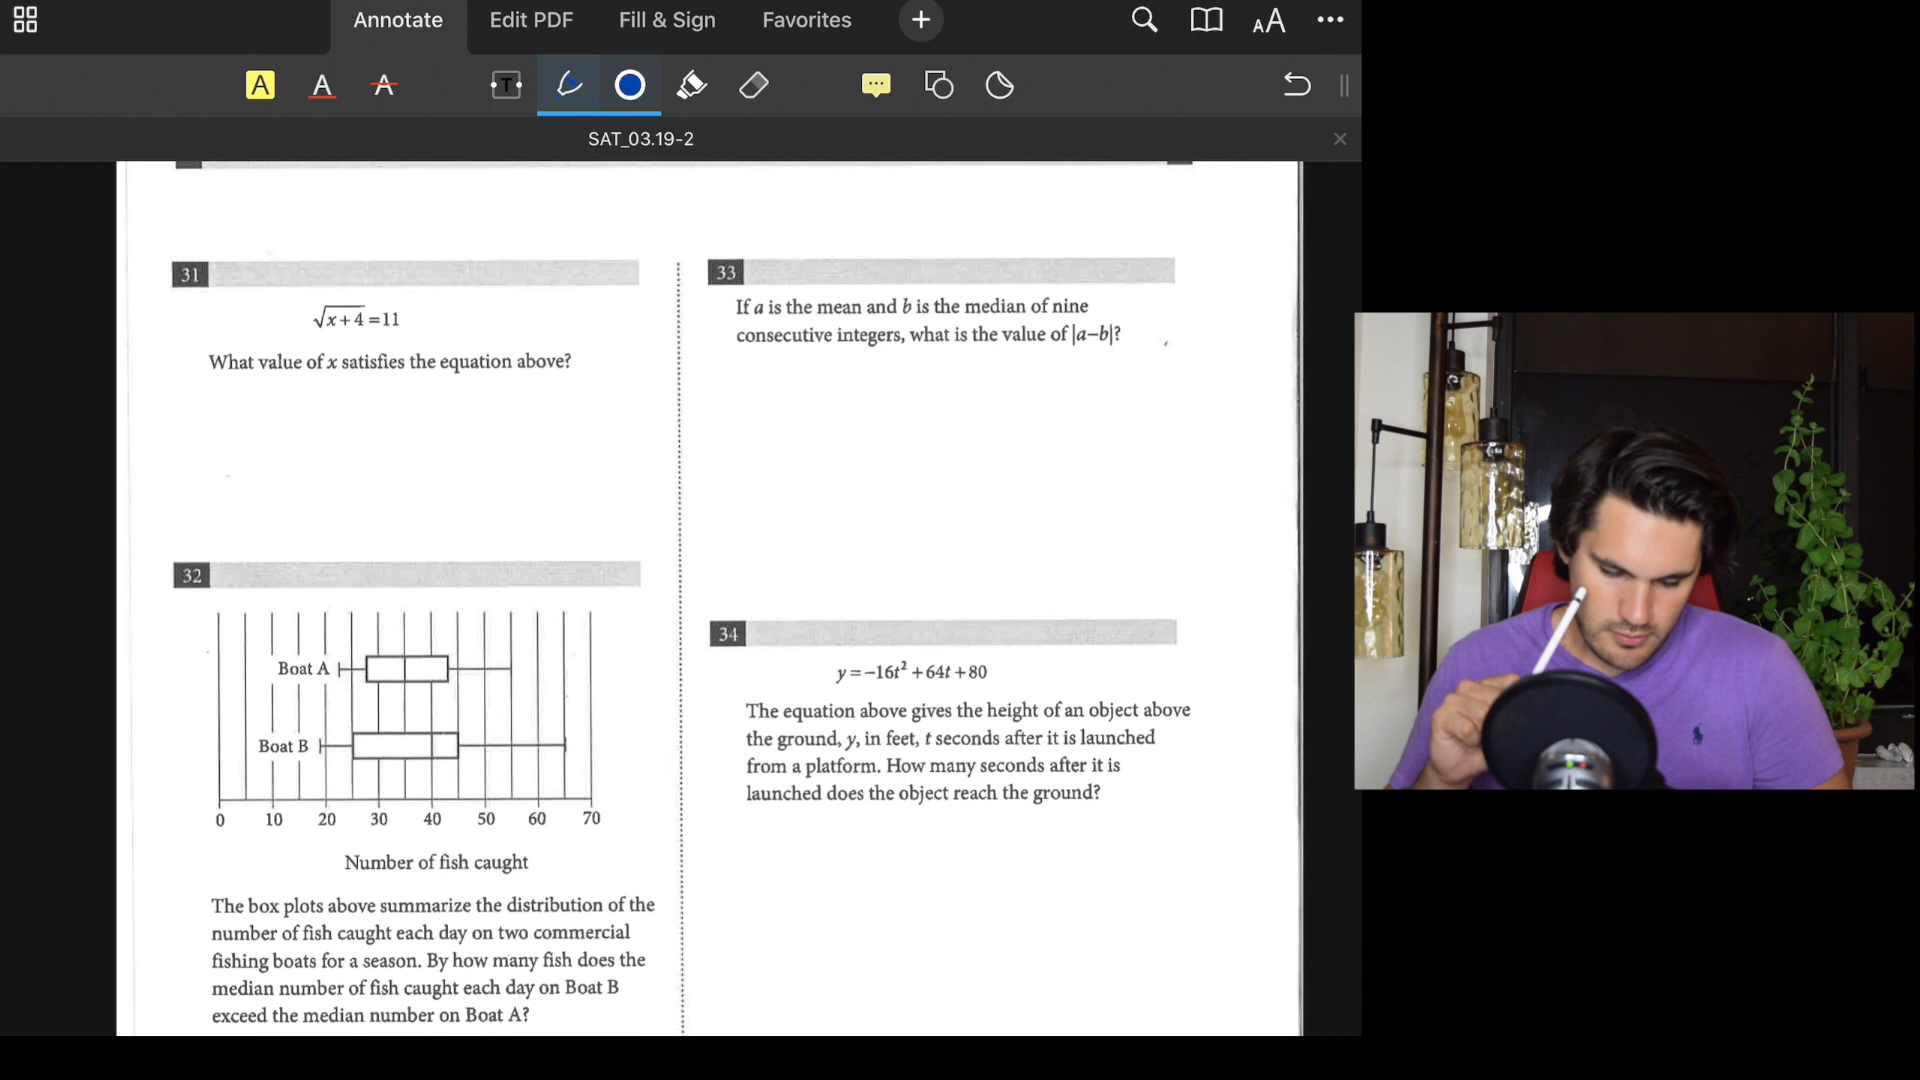 Annotate
Edit PDF
Fill & Sign
Favorites
AA
A
A
A
T
SAT_03.19-2
31
√x+4 =11
What value of x satisfies the equation above?
32
Boat A
Boat B
0 10 20 30 40 50 60 70
Number of fish caught
The box plots above summarize the distribution of the
number of fish caught each day on two commercial
fishing boats for a season. By how many fish does the
median number of fish caught each day on Boat B
exceed the median number on Boat A?
33
If a is the mean and b is the median of nine
consecutive integers, what is the value of |a–b|?
34
y = –16t² + 64t + 80
The equation above gives the height of an object above
the ground, y, in feet, t seconds after it is launched
from a platform. How many seconds after it is
launched does the object reach the ground?